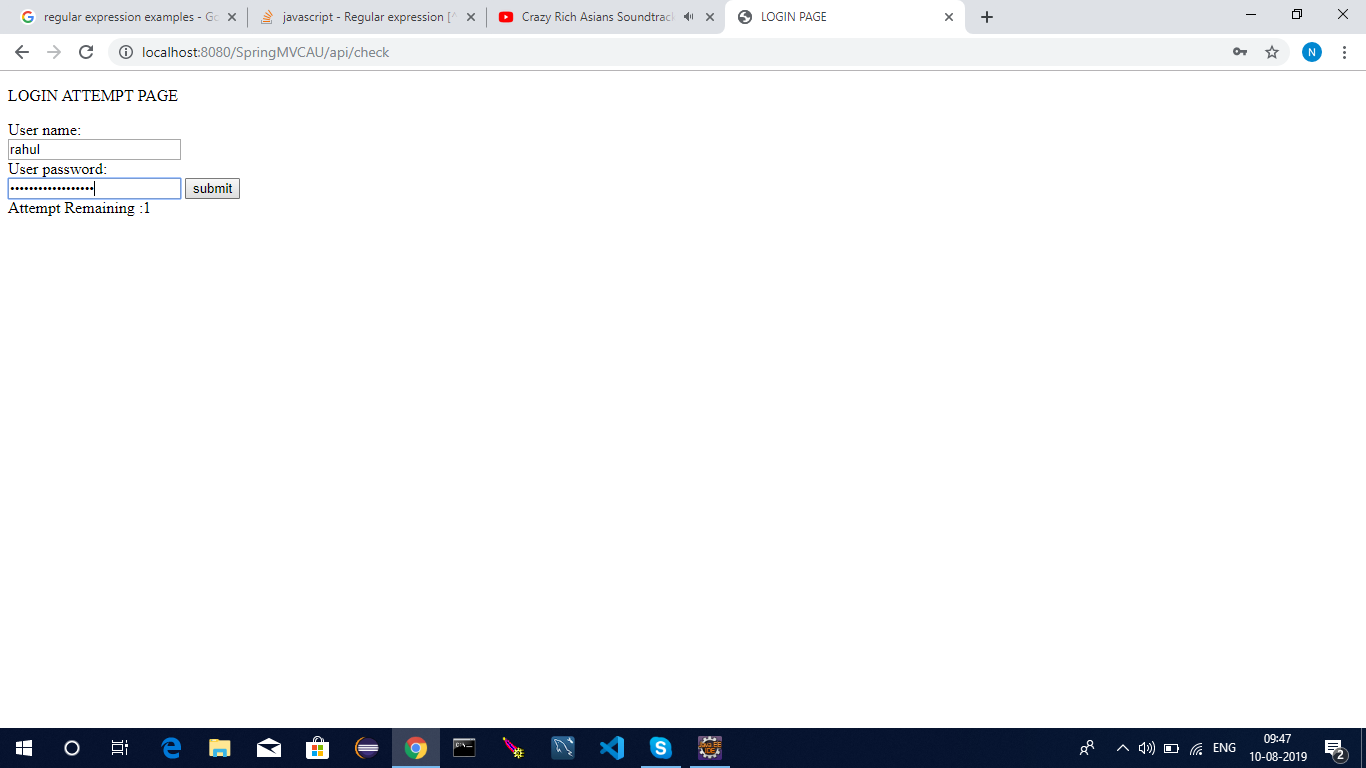 regular expression examples - Go
javascript - Regular expression [^
Crazy Rich Asians Soundtrack
LOGIN PAGE
localhost:8080/SpringMVCAU/api/check
N
LOGIN ATTEMPT PAGE
User name:
rahul
User password:
••••••••••••••••••
submit
Attempt Remaining :1
ENG
09:47
10-08-2019
2